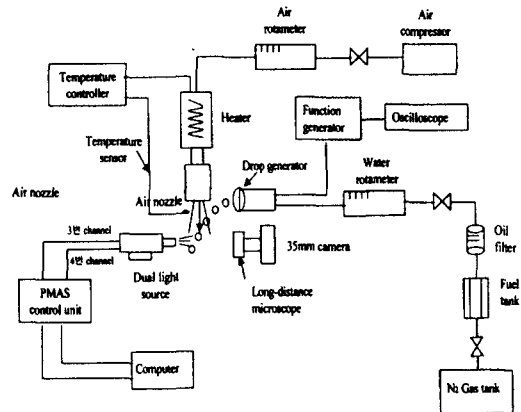 Air
rotameter
Air
compressor
Temperature
controller
Heater
Function
generator
Oscilloscope
Temperature
sensor
Drop generator
Water
rotameter
Air nozzle
Air nozzle
3번 channel
4번 channel
35mm camera
Oil
filter
Dual light
source
Long-distance
microscope
PMAS
control unit
Fuel
tank
Computer
N₂ Gas tank